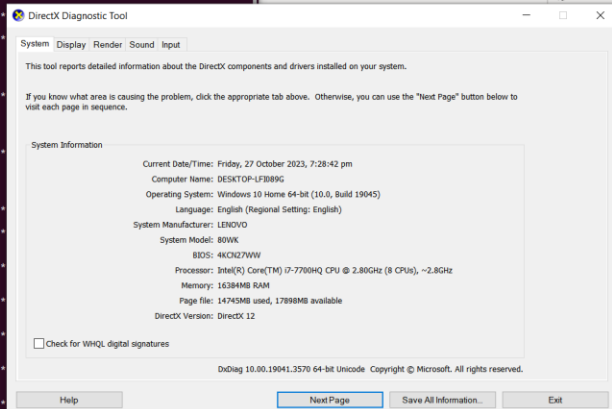 DirectX Diagnostic Tool
System Display Render Sound Input
This tool reports detailed information about the DirectX components and drivers installed on your system.
If you know what area is causing the problem, click the appropriate tab above. Otherwise, you can use the "Next Page" button below to
visit each page in sequence.
System Information
Current Date/Time: Friday, 27 October 2023, 7:28:42 pm
Computer Name: DESKTOP-LFI089G
Operating System: Windows 10 Home 64-bit (10.0, Build 19045)
Language: English (Regional Setting: English)
System Manufacturer: LENOVO
System Model: 80WK
BIOS: 4KCN27WW
Processor: Intel(R) Core(TM) i7-7700HQ CPU @ 2.80GHz (8 CPUs), ~2.8GHz
Memory: 16384MB RAM
Page file: 14745MB used, 17898MB available
DirectX Version: DirectX 12
Check for WHQL digital signatures
DxDiag 10.00.19041.3570 64-bit Unicode Copyright © Microsoft. All rights reserved.
Help Next Page Save All Information... Exit